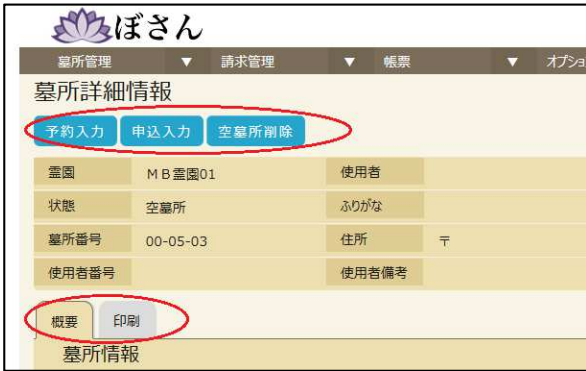 ぼさん
墓所管理 ▼ 請求管理 ▼ 帳票 ▼ オプショ
墓所詳細情報
予約入力 申込入力 空墓所削除
霊園 ＭＢ霊園01 使用者
状態 空墓所 ふりがな
墓所番号 00-05-03 住所 〒
使用者番号 使用者備考
概要 印刷
墓所情報